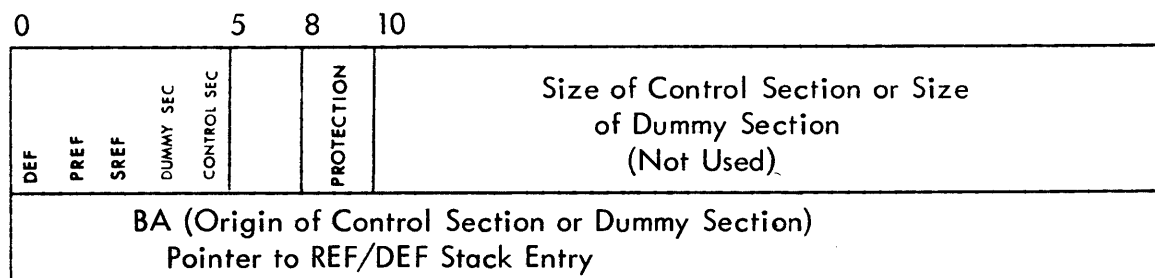 0 5 8 10
DEF PREF SREF DUMMY SEC CONTROL SEC PROTECTION
Size of Control Section or Size
of Dummy Section
(Not Used)
BA (Origin of Control Section or Dummy Section)
Pointer to REF/DEF Stack Entry